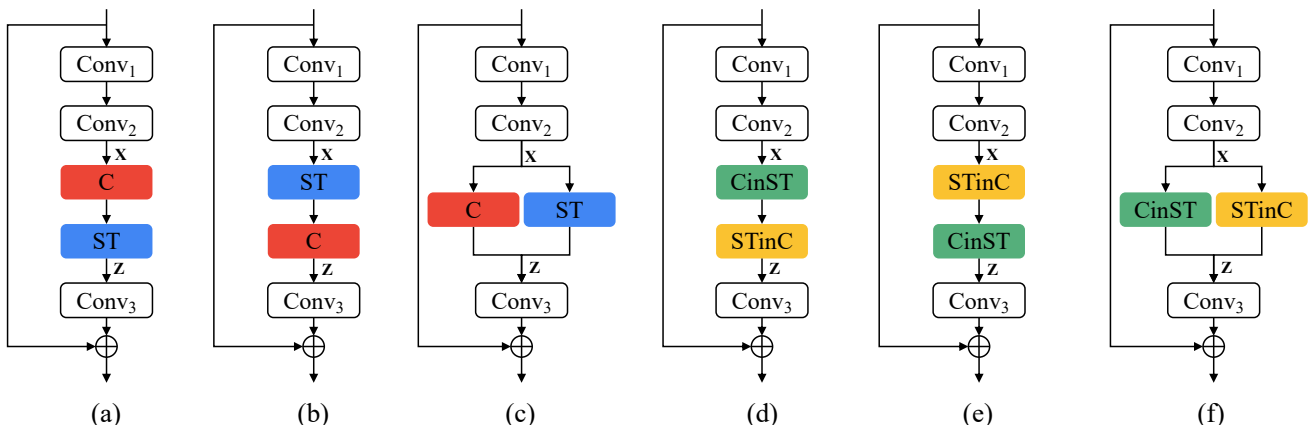 Conv₁ Conv₁ Conv₁ Conv₁ Conv₁ Conv₁
Conv₂ Conv₂ Conv₂ Conv₂ Conv₂ Conv₂
X X X X X X
C ST CinST STinC
C ST CinST STinC
ST C STinC CinST
Z Z Z Z Z Z
Conv₃ Conv₃ Conv₃ Conv₃ Conv₃ Conv₃
(a) (b) (c) (d) (e) (f)